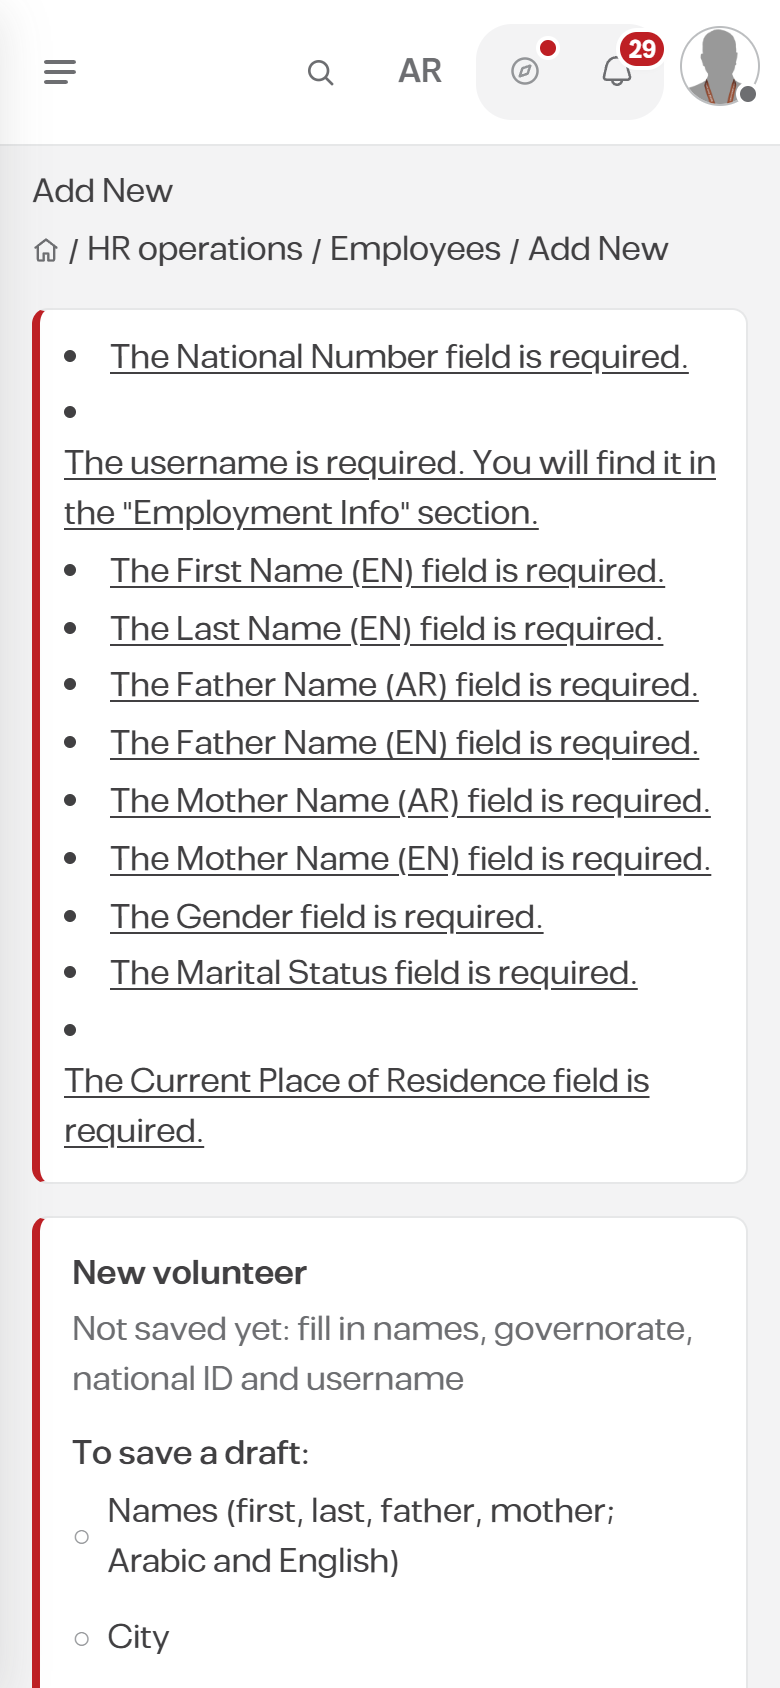 AR
29
Add New
/ HR operations / Employees / Add New
The National Number field is required.
The username is required. You will find it in
the "Employment Info" section.
The First Name (EN) field is required.
The Last Name (EN) field is required.
The Father Name (AR) field is required.
The Father Name (EN) field is required.
The Mother Name (AR) field is required.
The Mother Name (EN) field is required.
The Gender field is required.
The Marital Status field is required.
The Current Place of Residence field is
required.
New volunteer
Not saved yet: fill in names, governorate,
national ID and username
To save a draft:
Names (first, last, father, mother;
Arabic and English)
City